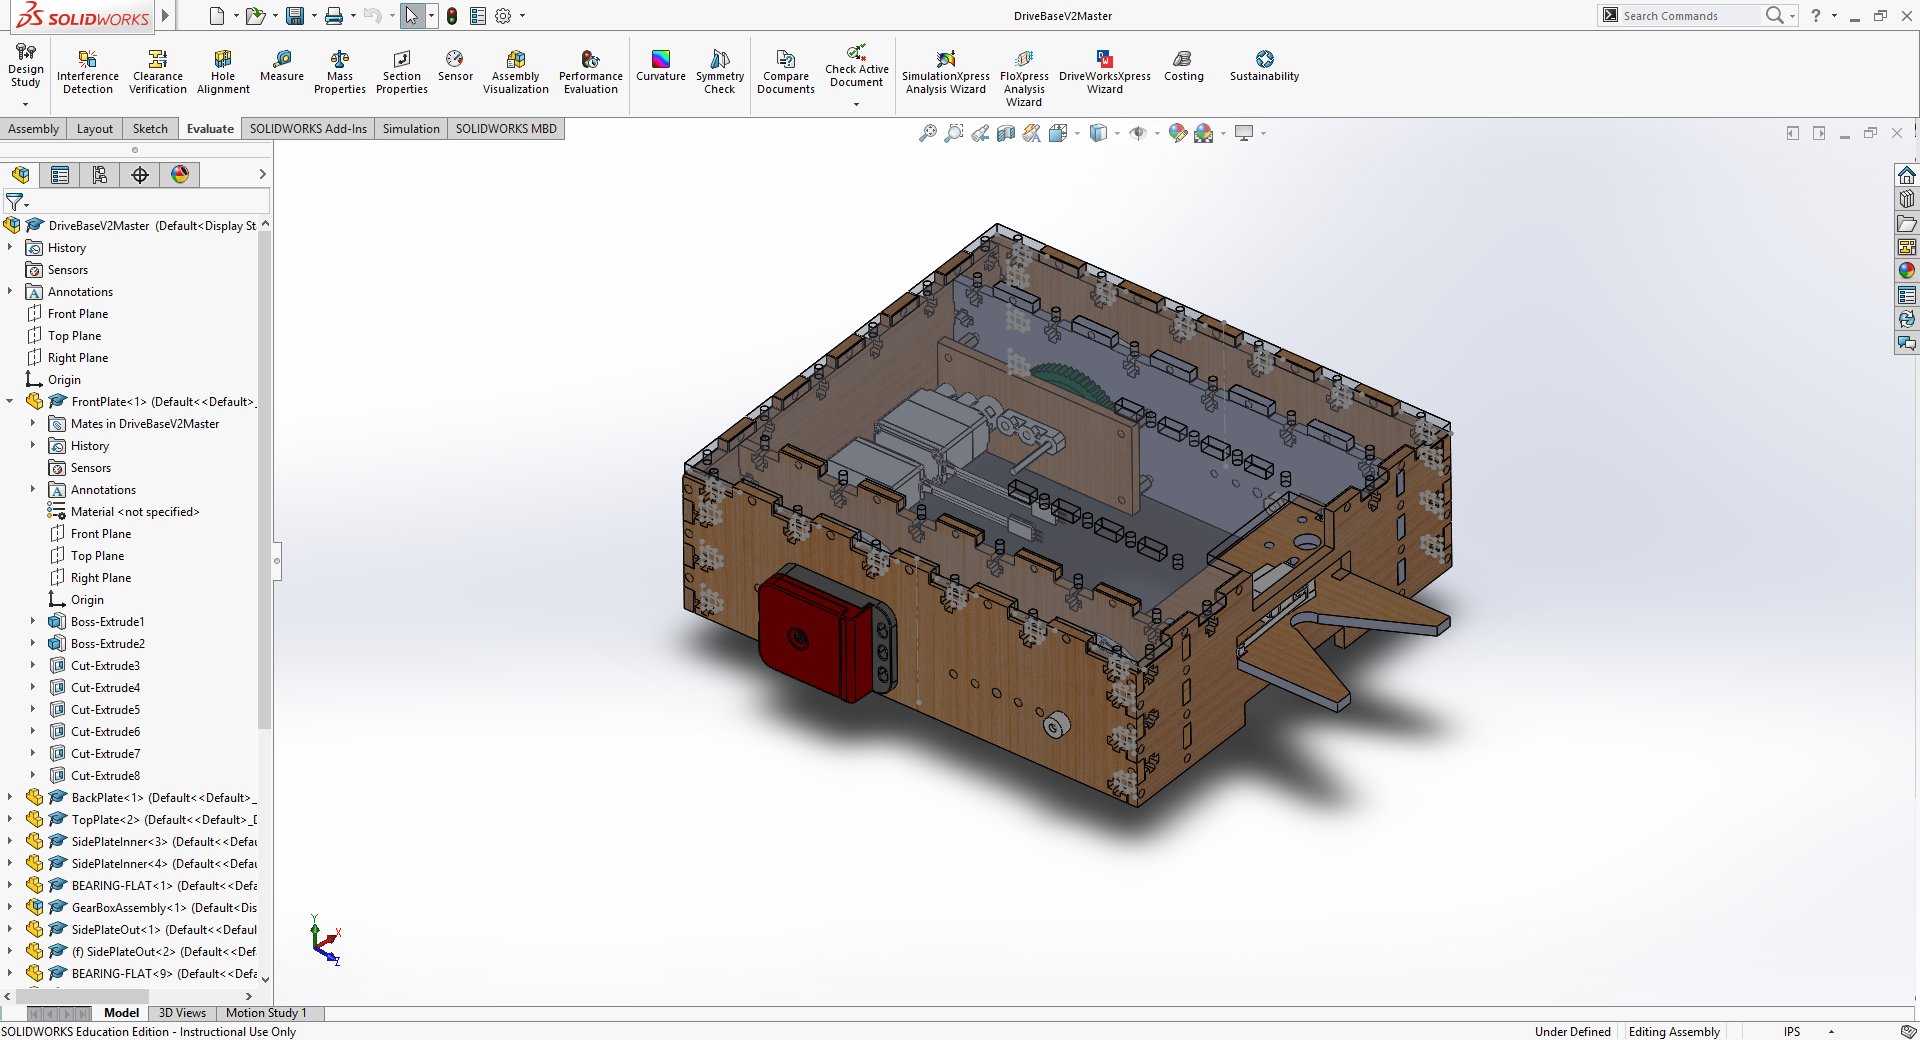 SOLIDWORKS
DriveBaseV2Master
Search Commands
Design Study
Interference Detection
Clearance Verification
Hole Alignment
Measure
Mass Properties
Section Properties
Sensor
Assembly Visualization
Performance Evaluation
Curvature
Symmetry Check
Compare Documents
Check Active Document
SimulationXpress Analysis Wizard
FloXpress Analysis Wizard
DriveWorksXpress Wizard
Costing
Sustainability
Assembly
Layout
Sketch
Evaluate
SOLIDWORKS Add-Ins
Simulation
SOLIDWORKS MBD
DriveBaseV2Master (Default<Display St
History
Sensors
Annotations
Front Plane
Top Plane
Right Plane
Origin
FrontPlate<1> (Default<<Default>_
Mates in DriveBaseV2Master
History
Sensors
Annotations
Material <not specified>
Front Plane
Top Plane
Right Plane
Origin
Boss-Extrude1
Boss-Extrude2
Cut-Extrude3
Cut-Extrude4
Cut-Extrude5
Cut-Extrude6
Cut-Extrude7
Cut-Extrude8
BackPlate<1> (Default<<Default>_
TopPlate<2> (Default<<Default>_D
SidePlateInner<3> (Default<<Defau
SidePlateInner<4> (Default<<Defau
BEARING-FLAT<1> (Default<<Defa
GearBoxAssembly<1> (Default<Dis
SidePlateOut<1> (Default<<Defaul
(f) SidePlateOut<2> (Default<<Def
BEARING-FLAT<9> (Default<<Defa
Y
X
Z
Model
3D Views
Motion Study 1
SOLIDWORKS Education Edition - Instructional Use Only
Under Defined
Editing Assembly
IPS